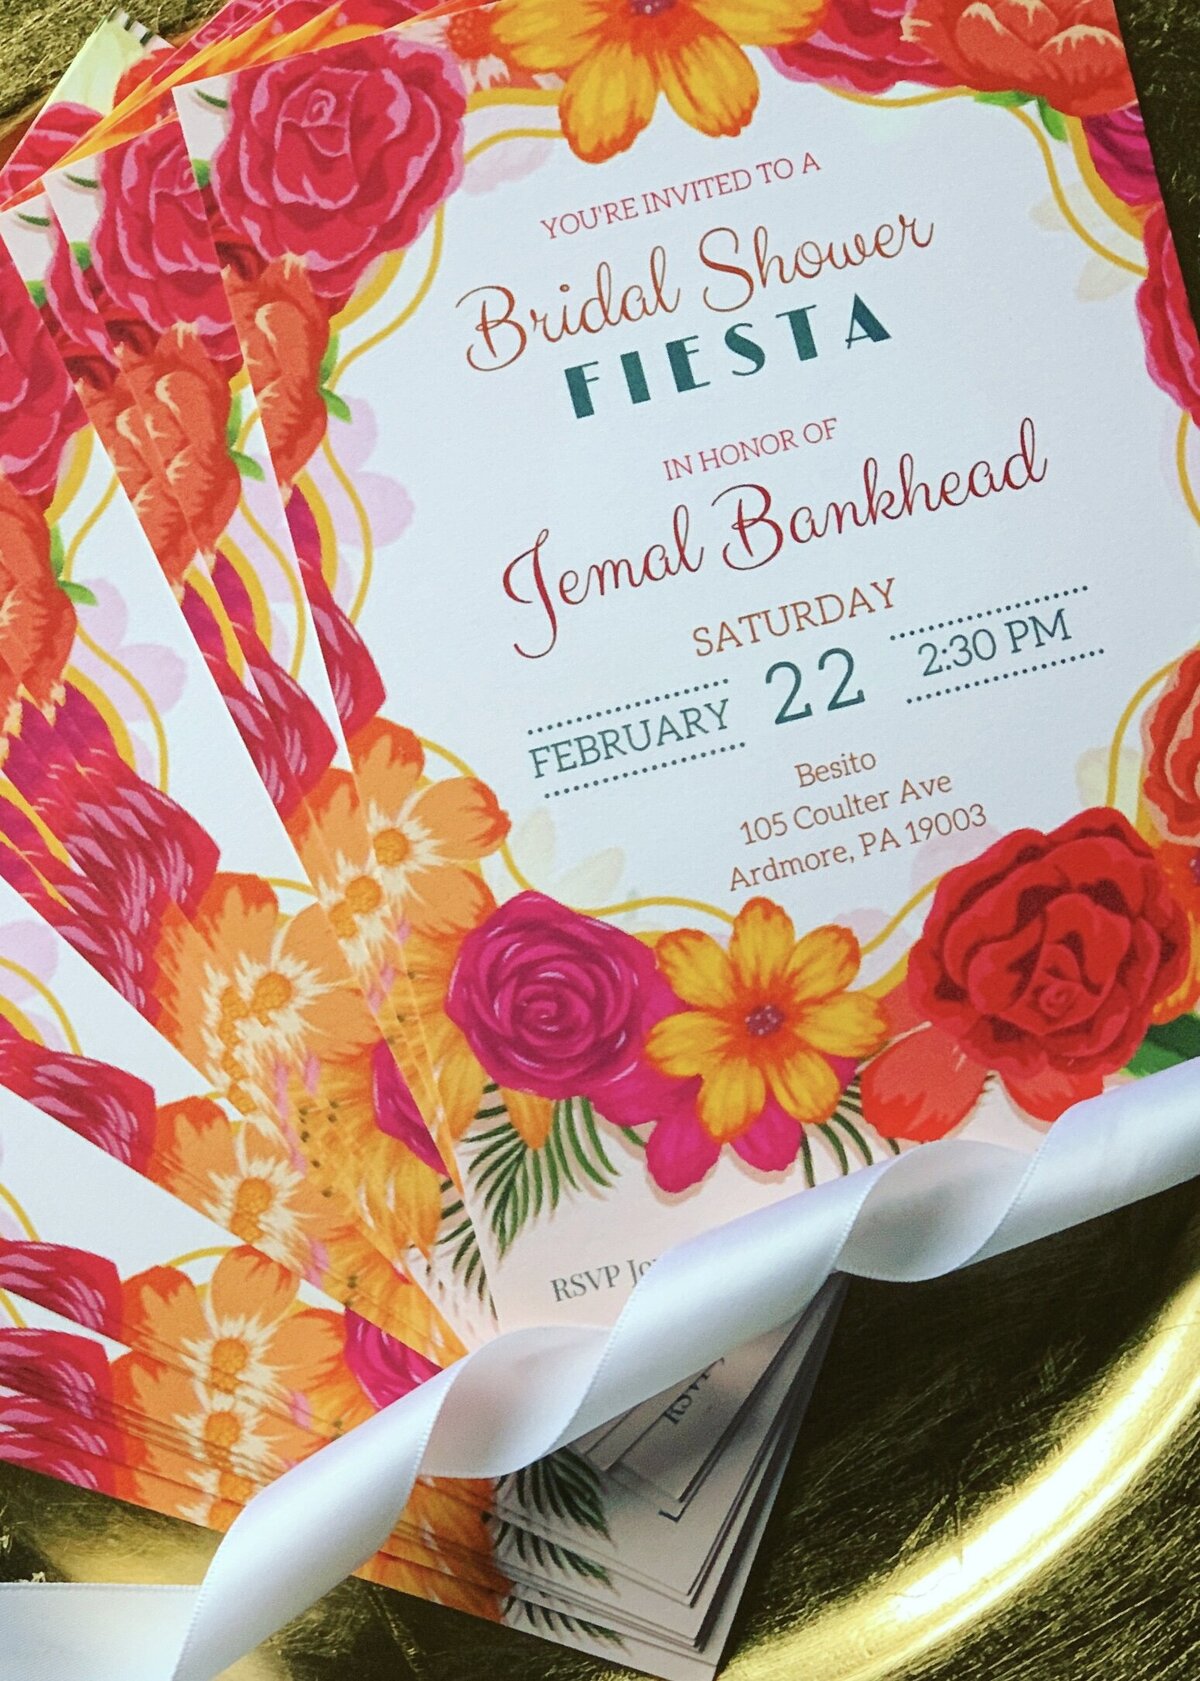 YOU'RE INVITED TO A
Bridal Shower
FIESTA
IN HONOR OF
Jemal Bankhead
SATURDAY
FEBRUARY 22 2:30 PM
Besito
105 Coulter Ave
Ardmore, PA 19003
RSVP
RSVP